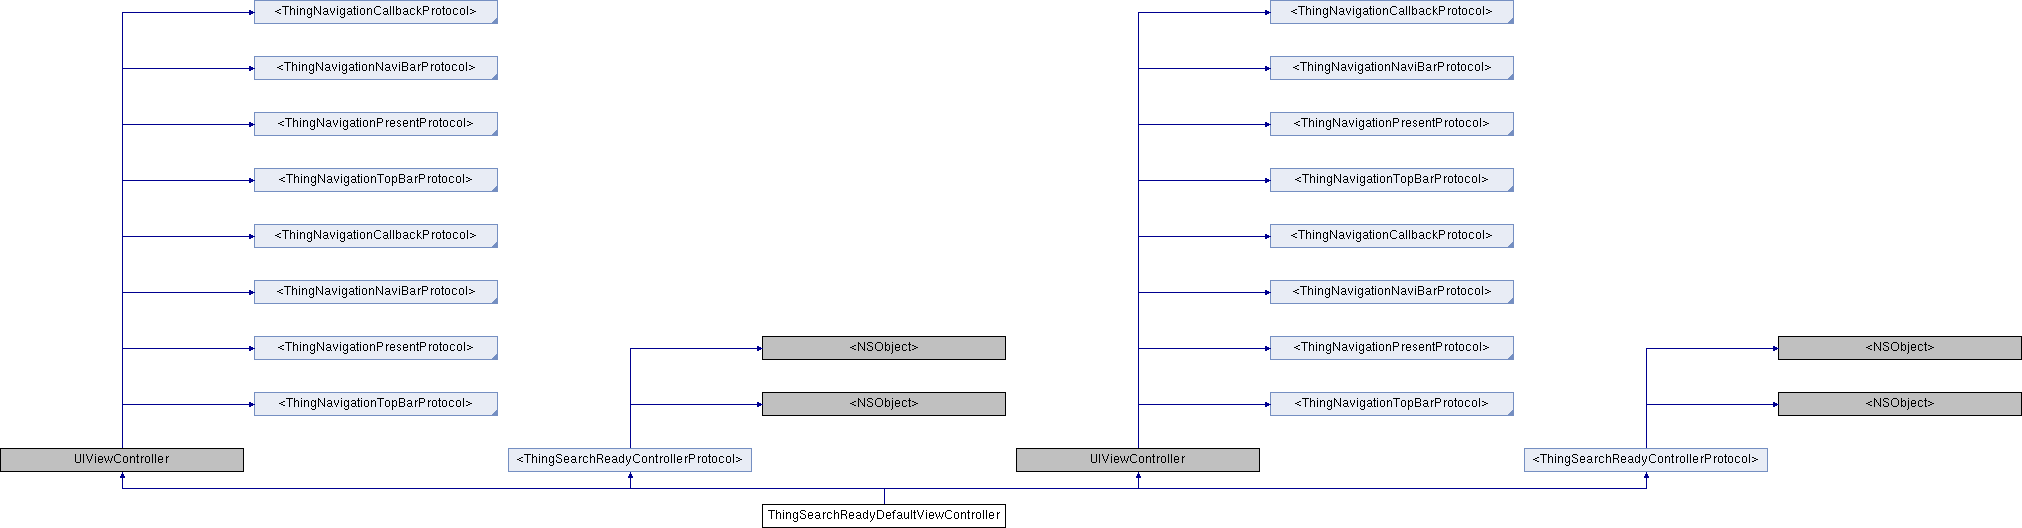 <ThingNavigationCallbackProtocol>
<ThingNavigationCallbackProtocol>
<ThingNavigationNaviBarProtocol>
<ThingNavigationNaviBarProtocol>
<ThingNavigationPresentProtocol>
<ThingNavigationPresentProtocol>
<ThingNavigationTopBarProtocol>
<ThingNavigationTopBarProtocol>
<ThingNavigationCallbackProtocol>
<ThingNavigationCallbackProtocol>
<ThingNavigationNaviBarProtocol>
<ThingNavigationNaviBarProtocol>
<ThingNavigationPresentProtocol>
<NSObject>
<ThingNavigationPresentProtocol>
<NSObject>
<ThingNavigationTopBarProtocol>
<NSObject>
<ThingNavigationTopBarProtocol>
<NSObject>
UIViewController
<ThingSearchReadyControllerProtocol>
UIViewController
<ThingSearchReadyControllerProtocol>
ThingSearchReadyDefaultViewController